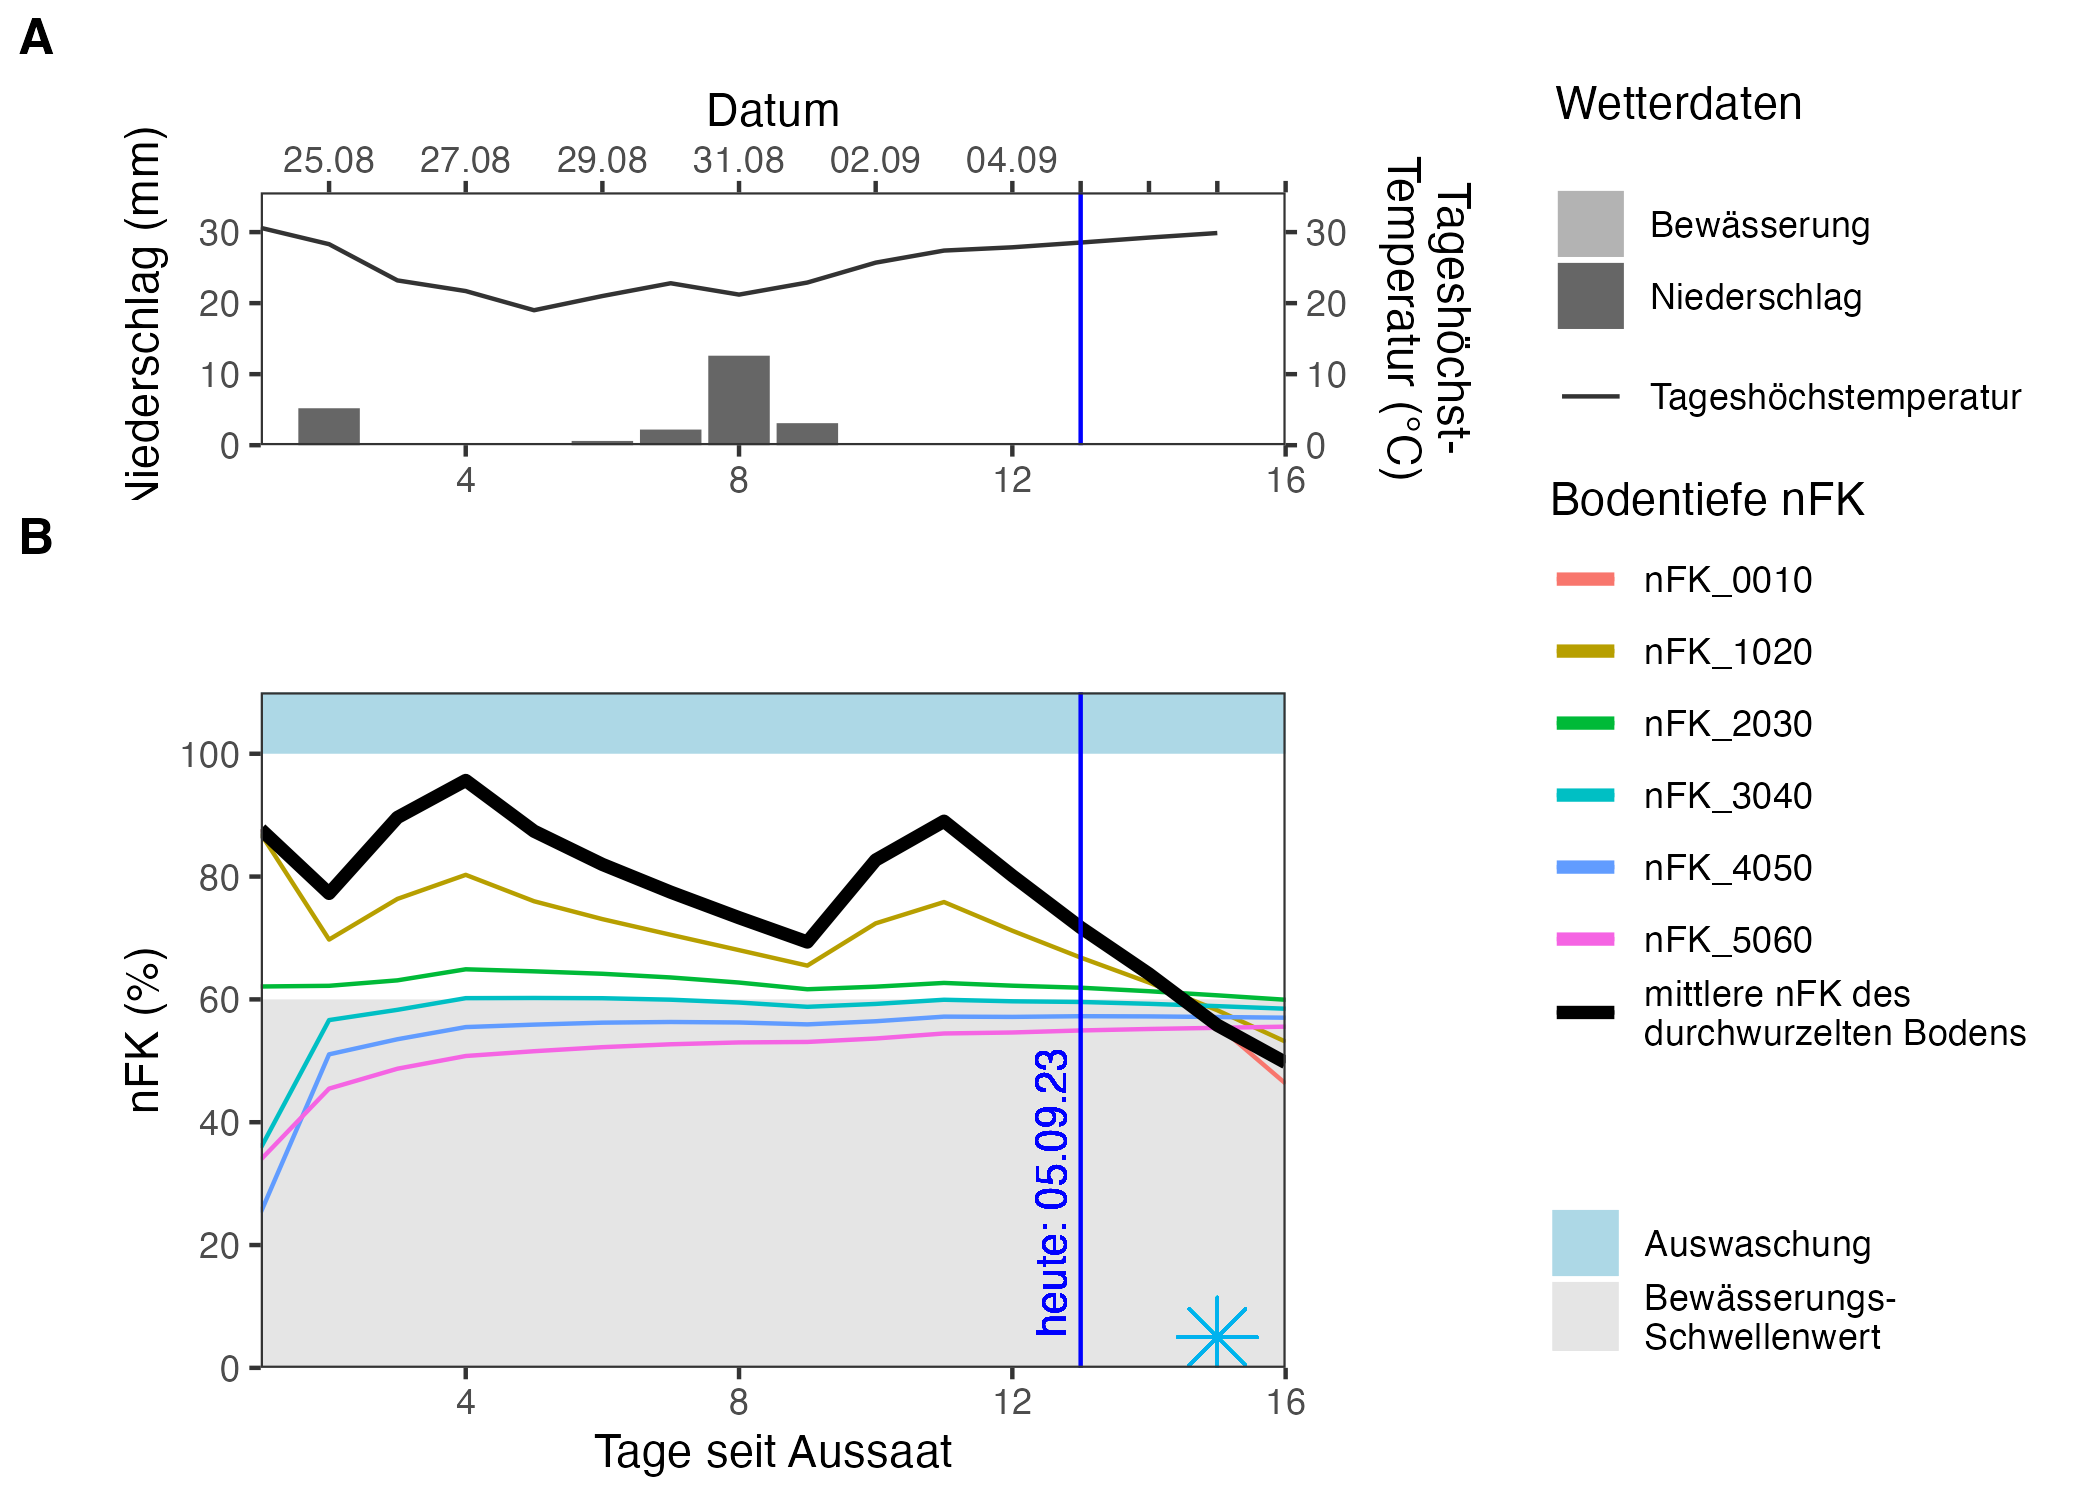 A
Datum
25.08 27.08 29.08 31.08 02.09 04.09
Niederschlag (mm)
30
20
10
0
30
20
10
0
Tageshöchst-
Temperatur (°C)
4 8 12 16
B
nFK (%)
100
80
60
40
20
0
heute: 05.09.23
4 8 12 16
Tage seit Aussaat
Wetterdaten
Bewässerung
Niederschlag
Tageshöchstemperatur
Bodentiefe nFK
nFK_0010
nFK_1020
nFK_2030
nFK_3040
nFK_4050
nFK_5060
mittlere nFK des
durchwurzelten Bodens
Auswaschung
Bewässerungs-
Schwellenwert